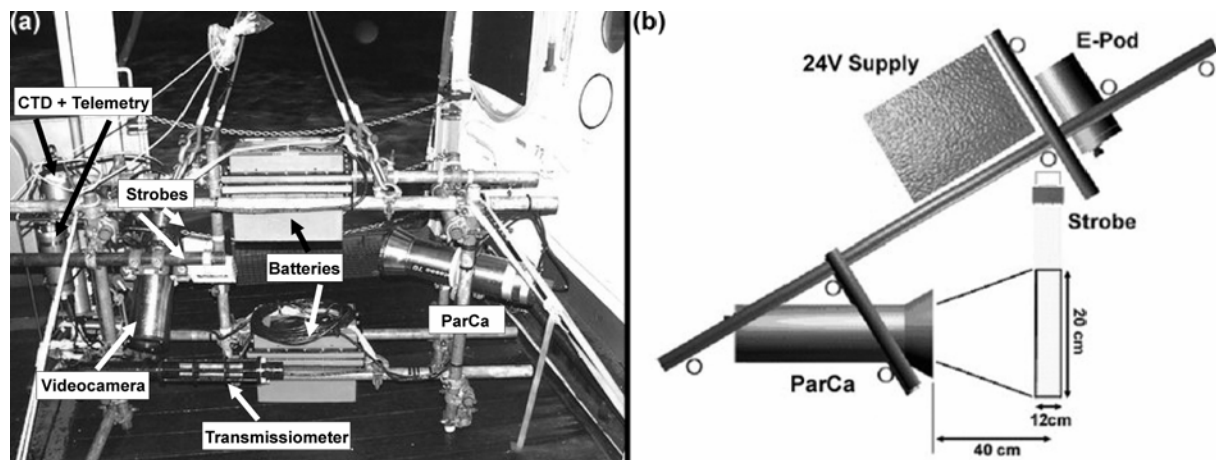 (a)
CTD + Telemetry
Strobes
Batteries
ParCa
Videocamera
Transmissiometer
(b)
E-Pod
24V Supply
Strobe
20 cm
ParCa
12cm
40 cm